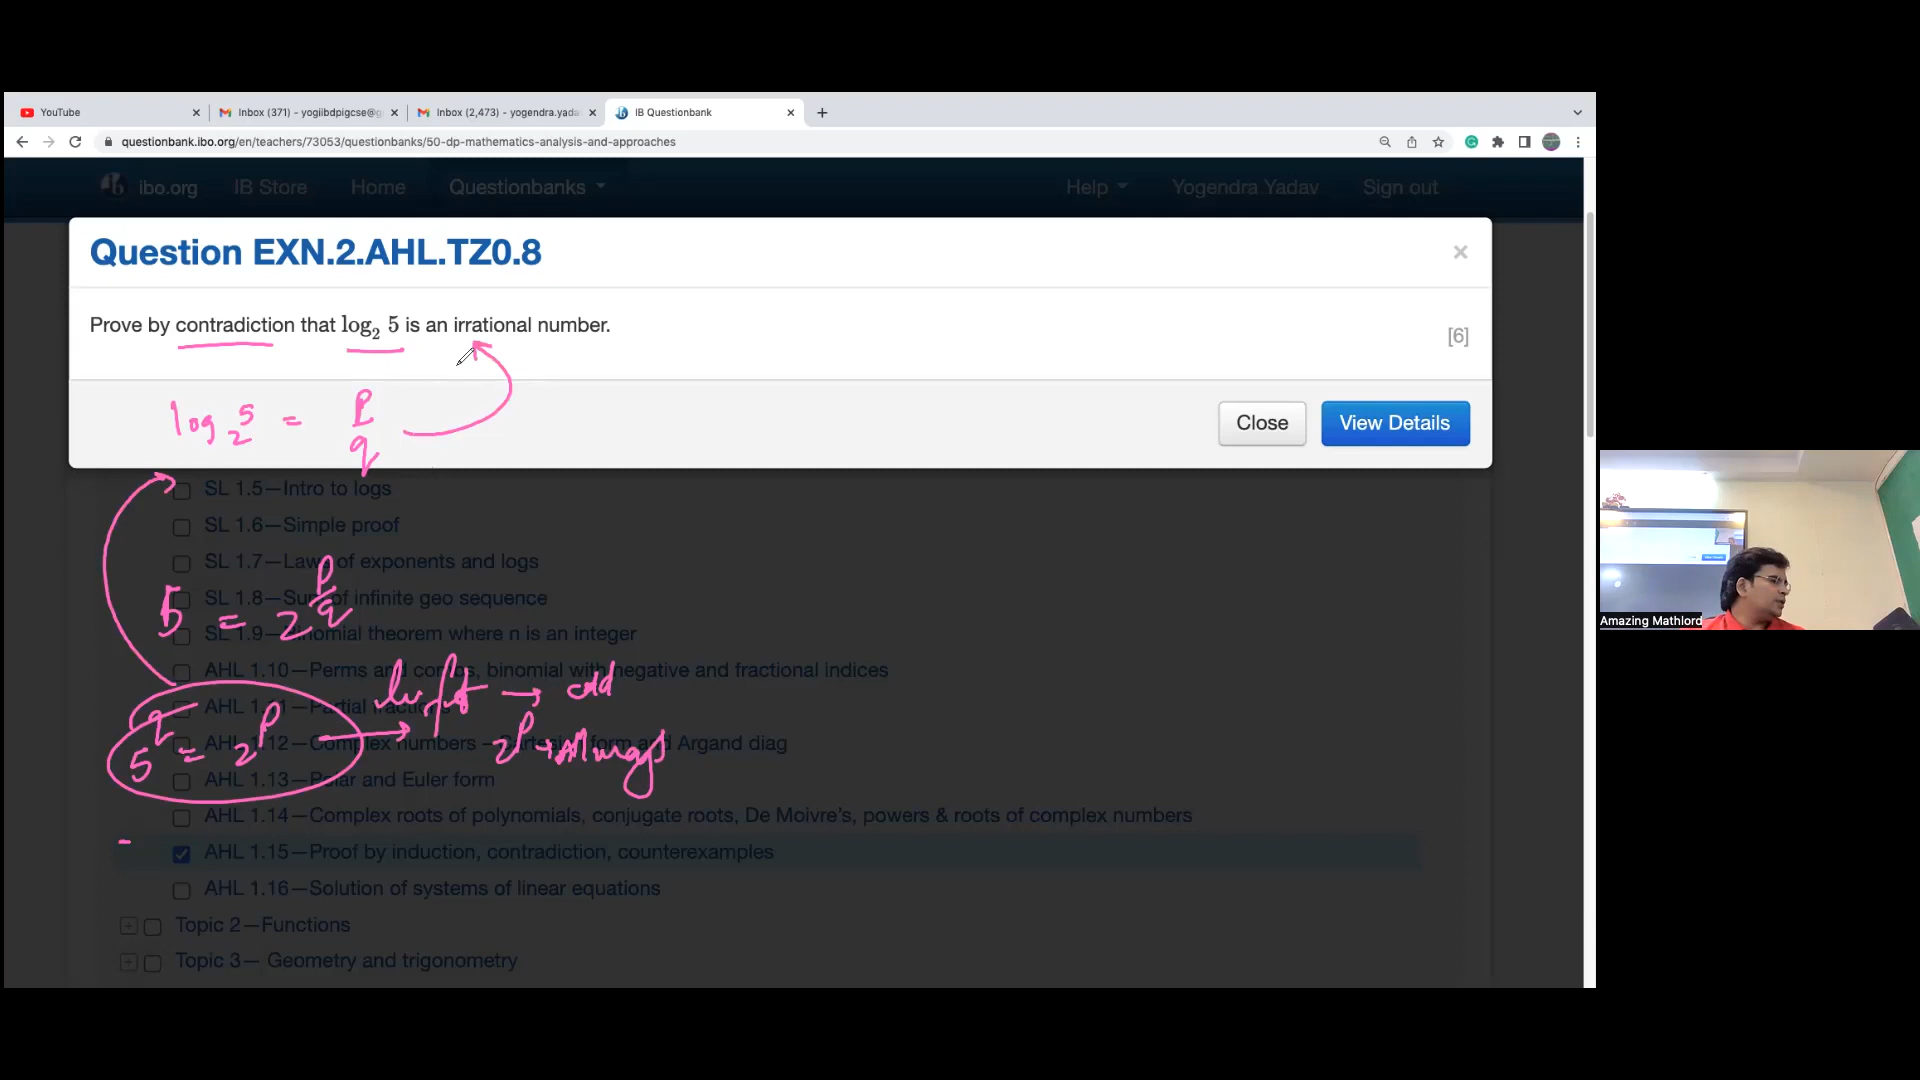 YouTube
Inbox (371) - yogiibdpigcse@g
Inbox (2,473) - yogendra.yada
IB Questionbank
questionbank.ibo.org/en/teachers/73053/questionbanks/50-dp-mathematics-analysis-and-approaches
ibo.org IB Store Home Questionbanks Help Yogendra Yadav Sign out
Question EXN.2.AHL.TZ0.8
Prove by contradiction that log₂ 5 is an irrational number.
[6]
log₂ 5 = p/q
Close View Details
SL 1.5—Intro to logs
SL 1.6—Simple proof
SL 1.7—Laws of exponents and logs
5 = 2^(p/q)
SL 1.8—Sum of infinite geo sequence
SL 1.9—Binomial theorem where n is an integer
AHL 1.10—Perms and combos, binomial with negative and fractional indices
→ odd
AHL 1.11—Partial fractions
5^q = 2^p
2^p →
AHL 1.12—Complex numbers – Cartesian form and Argand diag
AHL 1.13—Polar and Euler form
AHL 1.14—Complex roots of polynomials, conjugate roots, De Moivre's, powers & roots of complex numbers
AHL 1.15—Proof by induction, contradiction, counterexamples
AHL 1.16—Solution of systems of linear equations
Topic 2—Functions
Topic 3— Geometry and trigonometry
Amazing Mathlord